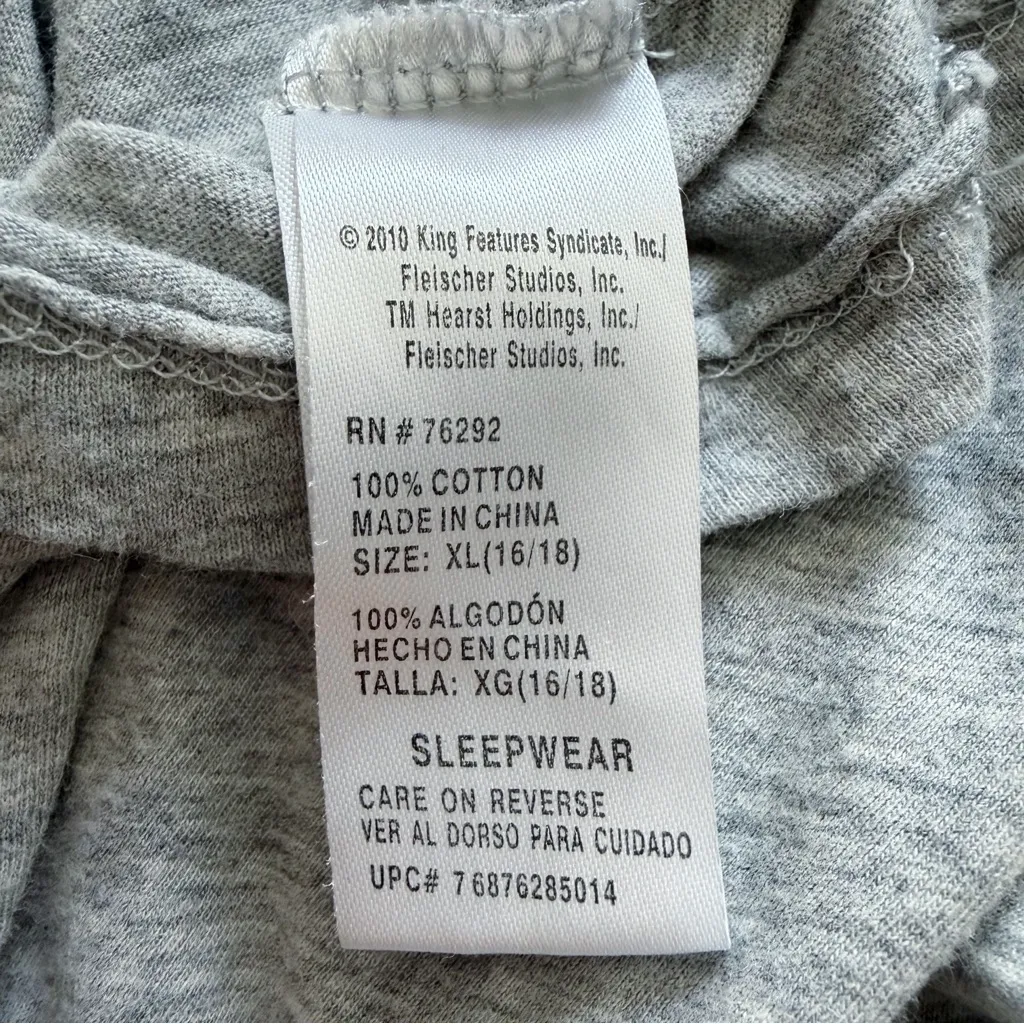 © 2010 King Features Syndicate, Inc./
Fleischer Studios, Inc.
TM Hearst Holdings, Inc./
Fleischer Studios, Inc.
RN # 76292
100% COTTON
MADE IN CHINA
SIZE: XL(16/18)
100% ALGODÓN
HECHO EN CHINA
TALLA: XG(16/18)
SLEEPWEAR
CARE ON REVERSE
VER AL DORSO PARA CUIDADO
UPC# 76876285014